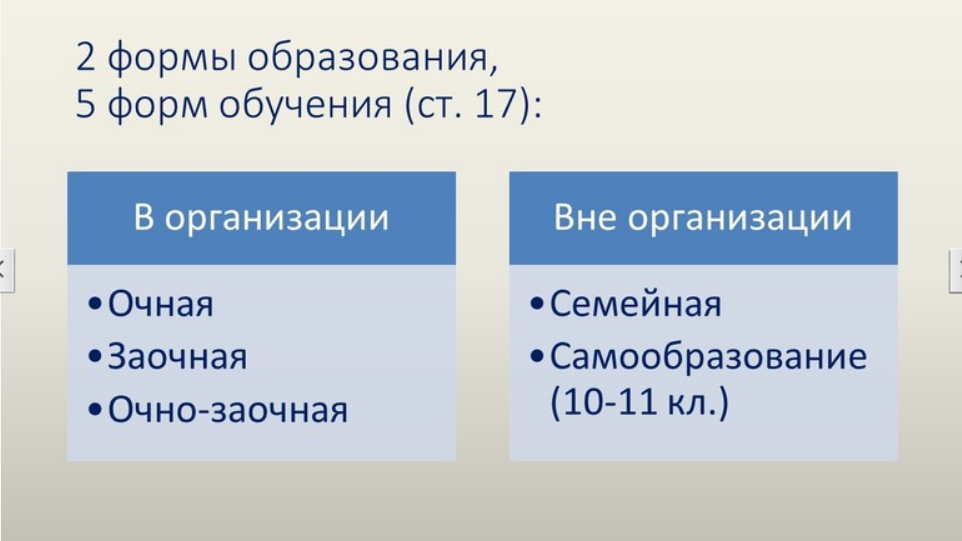 2 формы образования,
5 форм обучения (ст. 17):
В организации
•Очная
•Заочная
•Очно-заочная
Вне организации
•Семейная
•Самообразование
(10-11 кл.)